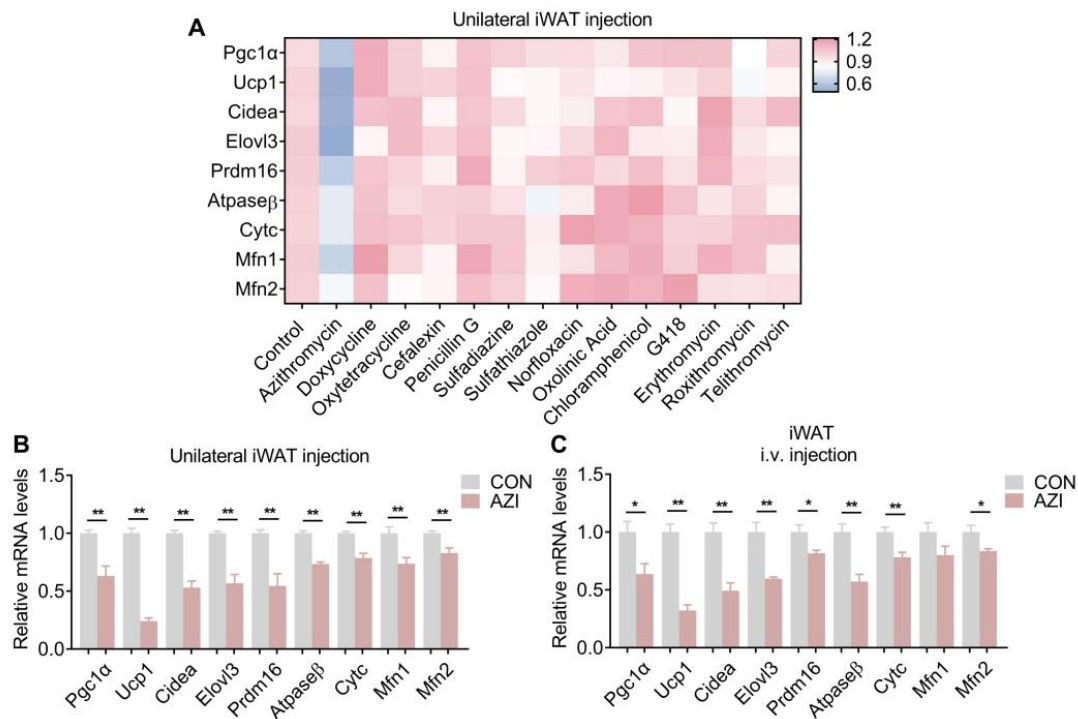 A
Unilateral iWAT injection
Pgc1α
Ucp1
Cidea
Elovl3
Prdm16
Atpaseβ
Cytc
Mfn1
Mfn2
1.2
0.9
0.6
Control
Azithromycin
Doxycycline
Oxytetracycline
Cefalexin
Penicillin G
Sulfadiazine
Sulfathiazole
Norfloxacin
Oxolinic Acid
Chloramphenicol
G418
Erythromycin
Roxithromycin
Telithromycin
B
Unilateral iWAT injection
Relative mRNA levels
1.5
1.0
0.5
0.0
CON
AZI
** ** ** ** ** ** ** ** **
Pgc1α
Ucp1
Cidea
Elovl3
Prdm16
Atpaseβ
Cytc
Mfn1
Mfn2
C
iWAT
i.v. injection
Relative mRNA levels
1.5
1.0
0.5
0.0
CON
AZI
* ** ** ** * ** ** *
Pgc1α
Ucp1
Cidea
Elovl3
Prdm16
Atpaseβ
Cytc
Mfn1
Mfn2